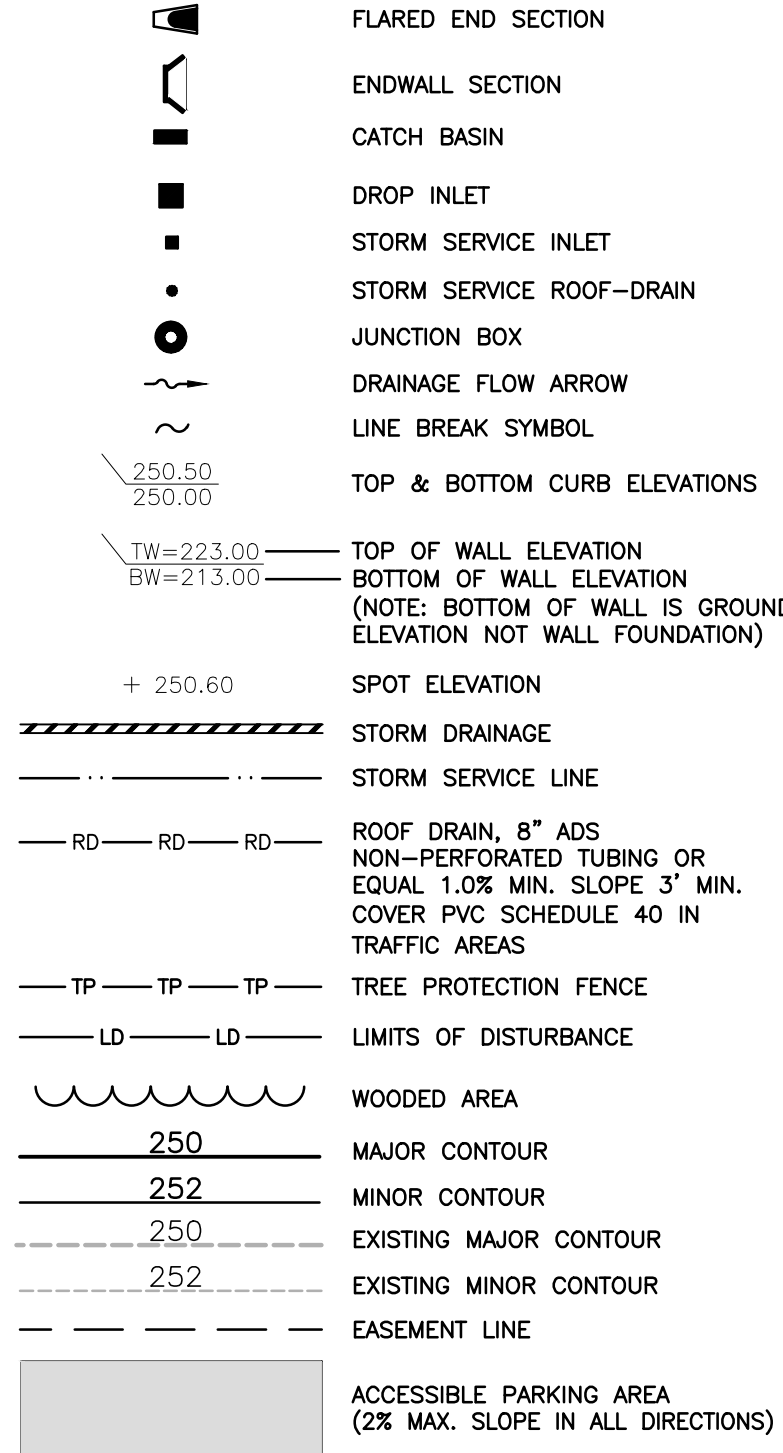 FLARED END SECTION
ENDWALL SECTION
CATCH BASIN
DROP INLET
STORM SERVICE INLET
STORM SERVICE ROOF-DRAIN
JUNCTION BOX
DRAINAGE FLOW ARROW
LINE BREAK SYMBOL
250.50
250.00
TOP & BOTTOM CURB ELEVATIONS
TW=223.00 TOP OF WALL ELEVATION
BW=213.00 BOTTOM OF WALL ELEVATION
(NOTE: BOTTOM OF WALL IS GROUND
ELEVATION NOT WALL FOUNDATION)
+ 250.60 SPOT ELEVATION
STORM DRAINAGE
STORM SERVICE LINE
RD RD RD ROOF DRAIN, 8" ADS
NON-PERFORATED TUBING OR
EQUAL 1.0% MIN. SLOPE 3' MIN.
COVER PVC SCHEDULE 40 IN
TRAFFIC AREAS
TP TP TP TREE PROTECTION FENCE
LD LD LIMITS OF DISTURBANCE
WOODED AREA
250 MAJOR CONTOUR
252 MINOR CONTOUR
250 EXISTING MAJOR CONTOUR
252 EXISTING MINOR CONTOUR
EASEMENT LINE
ACCESSIBLE PARKING AREA
(2% MAX. SLOPE IN ALL DIRECTIONS)